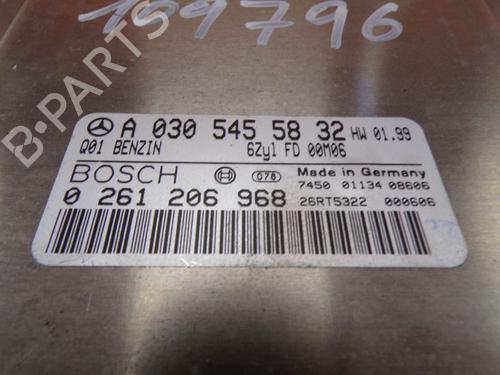 159796
B-PARTS
A 030 545 58 32 HW 01.99
Q01 BENZIN 6Zyl FD 00M06
BOSCH 076 Made in Germany
7450 01134 08606
0 261 206 968 26RT5322 000606